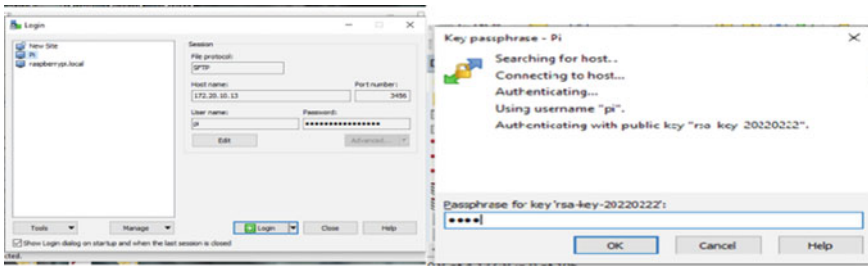 Login
New Site
Pi
raspberrypi.local
Session
File protocol:
SFTP
Host name:
Port number:
172.20.10.13
3456
User name:
Password:
pi
Edit
Advanced...
Tools
Manage
Login
Close
Help
Show Login dialog on startup and when the last session is closed
Key passphrase - Pi
Searching for host...
Connecting to host...
Authenticating...
Using username "pi".
Authenticating with public key "rsa-key-20220222".
Passphrase for key 'rsa-key-20220222':
OK
Cancel
Help